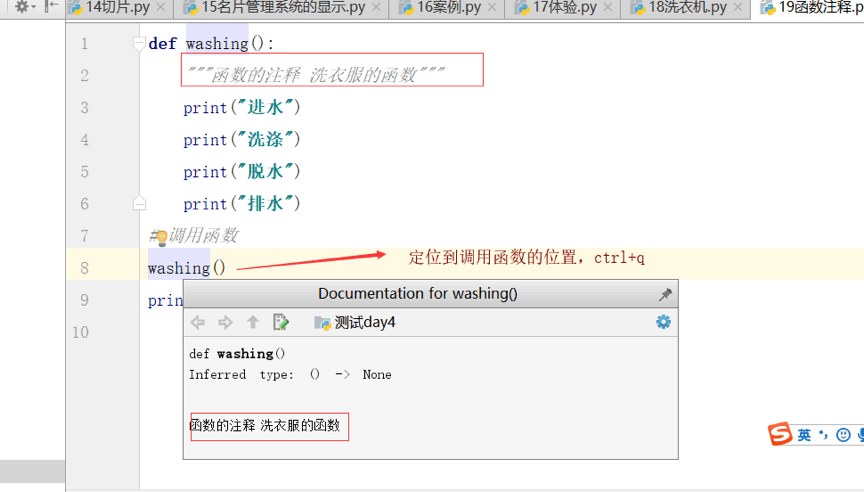 14切片.py
15名片管理系统的显示.py
16案例.py
17体验.py
18洗衣机.py
19函数注释.p
1 def washing():
2 """函数的注释 洗衣服的函数"""
3 print("进水")
4 print("洗涤")
5 print("脱水")
6 print("排水")
7 #调用函数
8 washing()
定位到调用函数的位置，ctrl+q
9 prin
10
Documentation for washing()
测试day4
def washing()
Inferred type: () -> None
函数的注释 洗衣服的函数
S 英